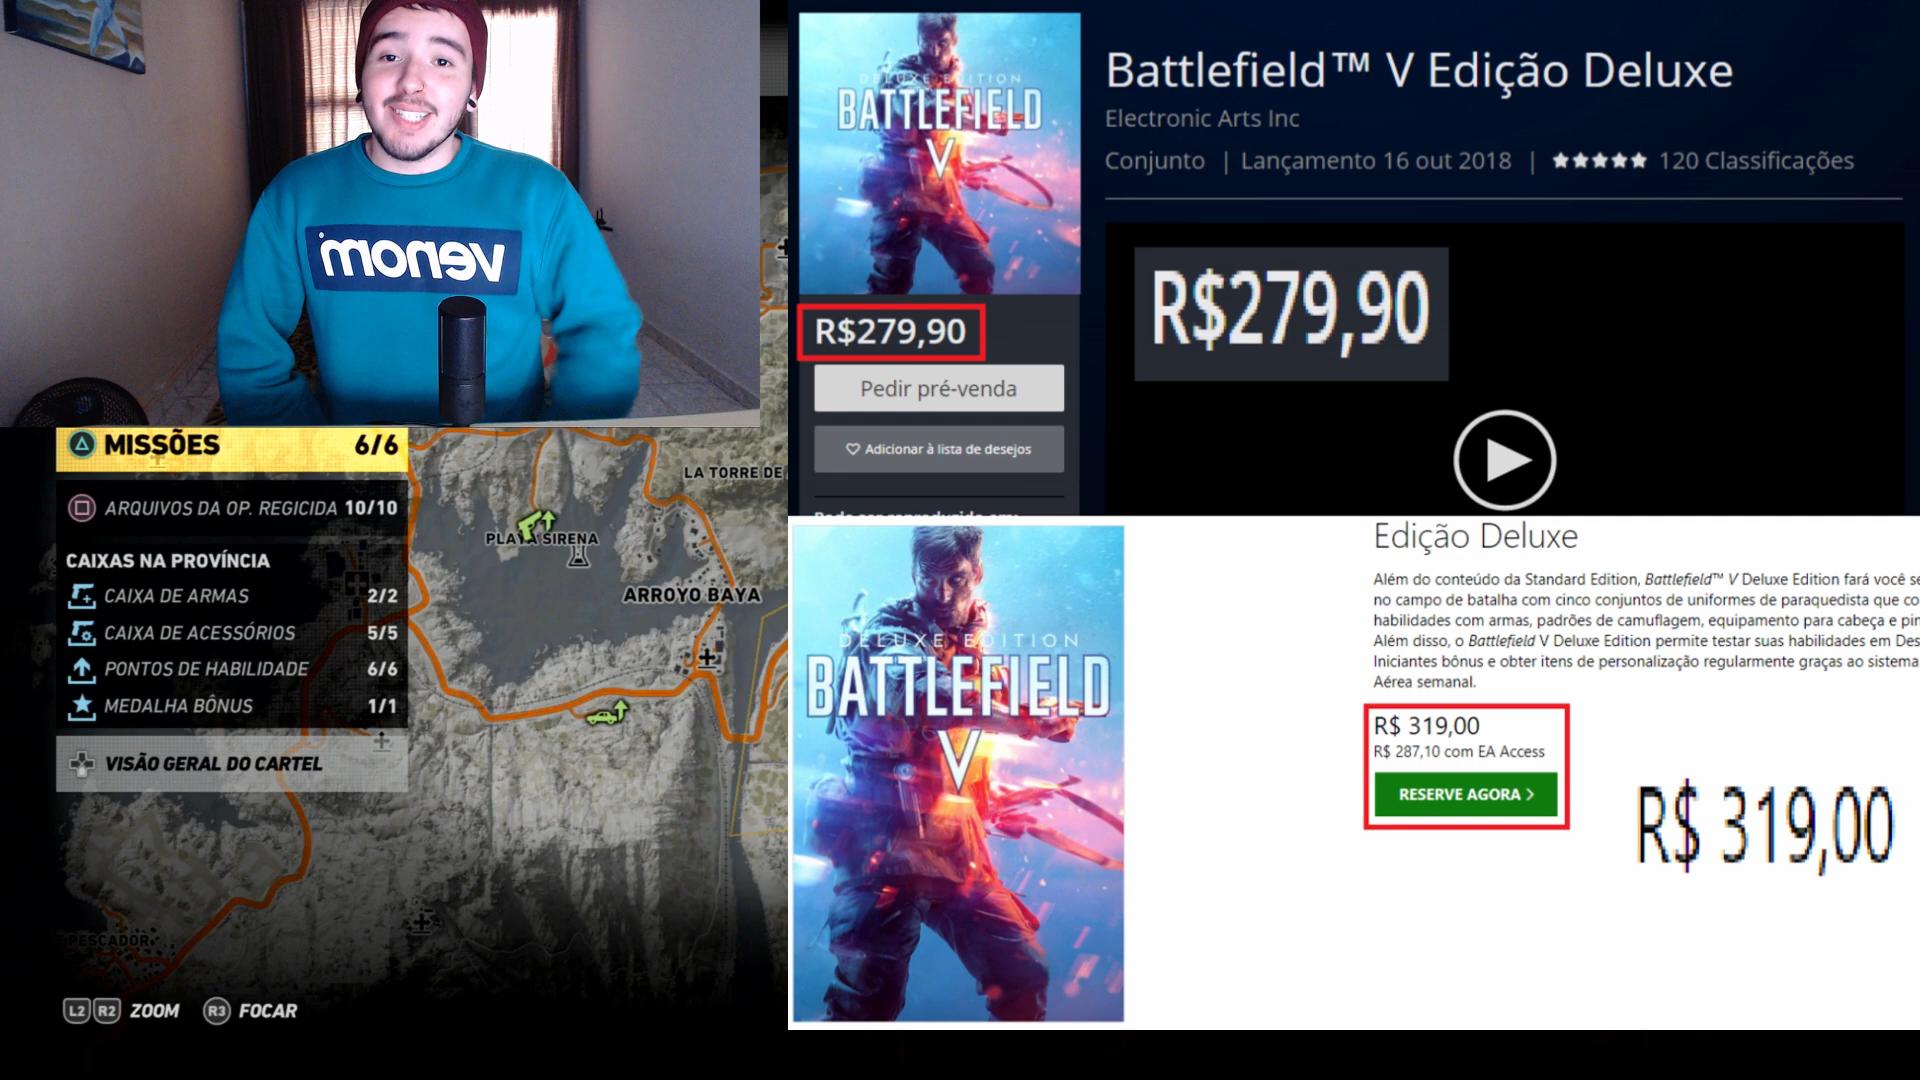 venom
MISSÕES 6/6
ARQUIVOS DA OP. REGICIDA 10/10
CAIXAS NA PROVÍNCIA
CAIXA DE ARMAS 2/2
CAIXA DE ACESSÓRIOS 5/5
PONTOS DE HABILIDADE 6/6
MEDALHA BÔNUS 1/1
VISÃO GERAL DO CARTEL
LA TORRE DE
PLAYA SIRENA
ARROYO BAYA
PESCADOR
L2 R2 ZOOM R3 FOCAR
DELUXE EDITION
BATTLEFIELD
V
Battlefield™ V Edição Deluxe
Electronic Arts Inc
Conjunto | Lançamento 16 out 2018 | ★★★★★ 120 Classificações
R$279,90
R$279,90
Pedir pré-venda
Adicionar à lista de desejos
Pode ser reproduzido em:
DELUXE EDITION
BATTLEFIELD
V
Edição Deluxe
Além do conteúdo da Standard Edition, Battlefield™ V Deluxe Edition fará você se
no campo de batalha com cinco conjuntos de uniformes de paraquedista que co
habilidades com armas, padrões de camuflagem, equipamento para cabeça e pin
Além disso, o Battlefield V Deluxe Edition permite testar suas habilidades em Des
Iniciantes bônus e obter itens de personalização regularmente graças ao sistema
Aérea semanal.
R$ 319,00
R$ 287,10 com EA Access
RESERVE AGORA >
R$ 319,00